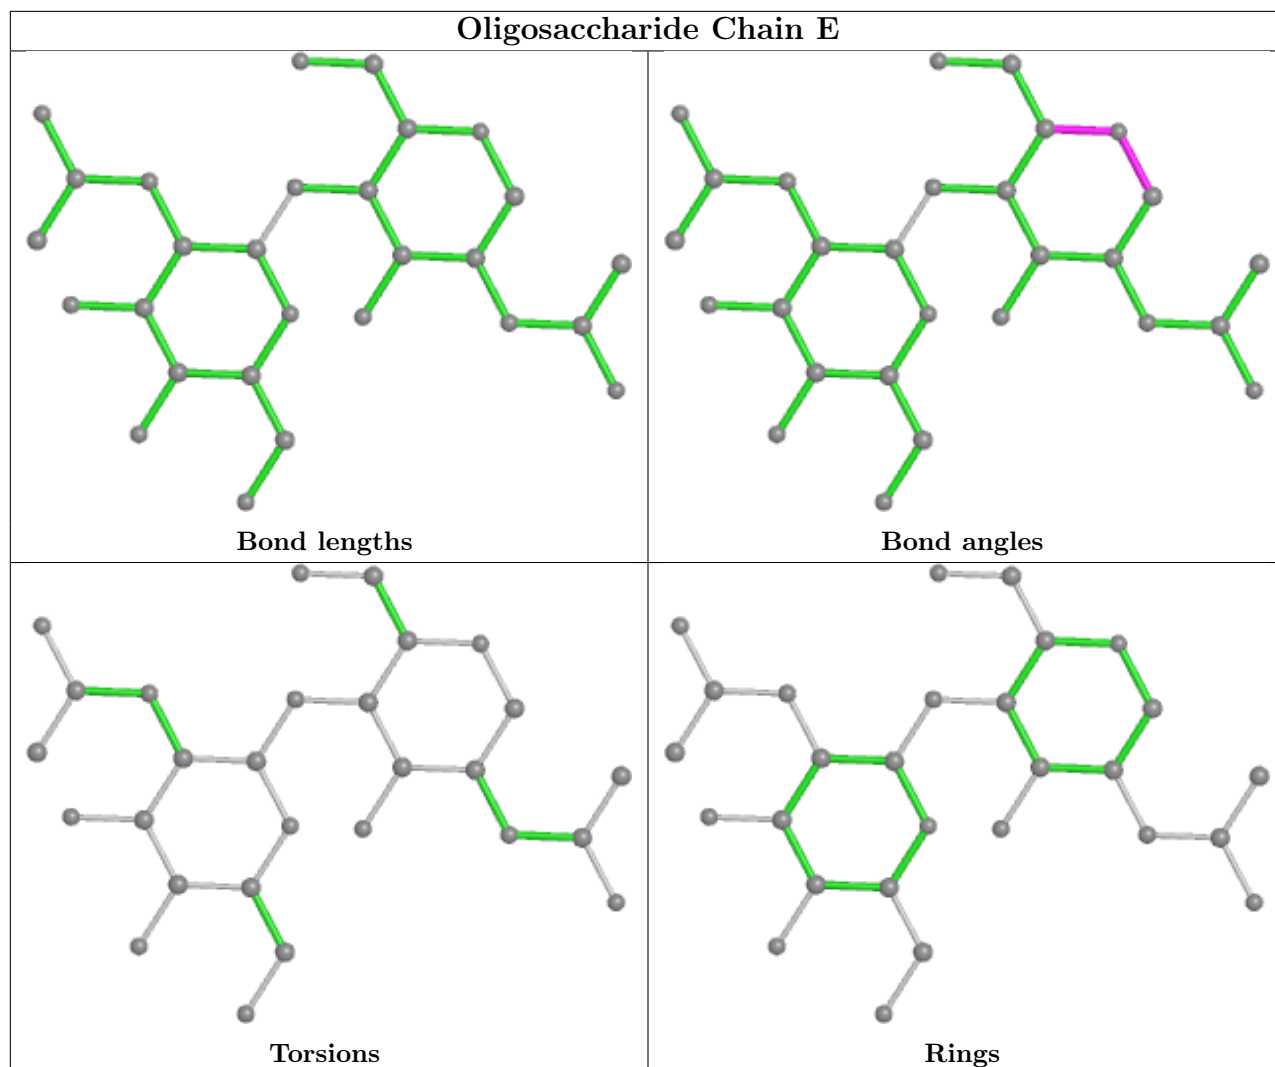 Oligosaccharide Chain E
Bond lengths
Bond angles
Torsions
Rings